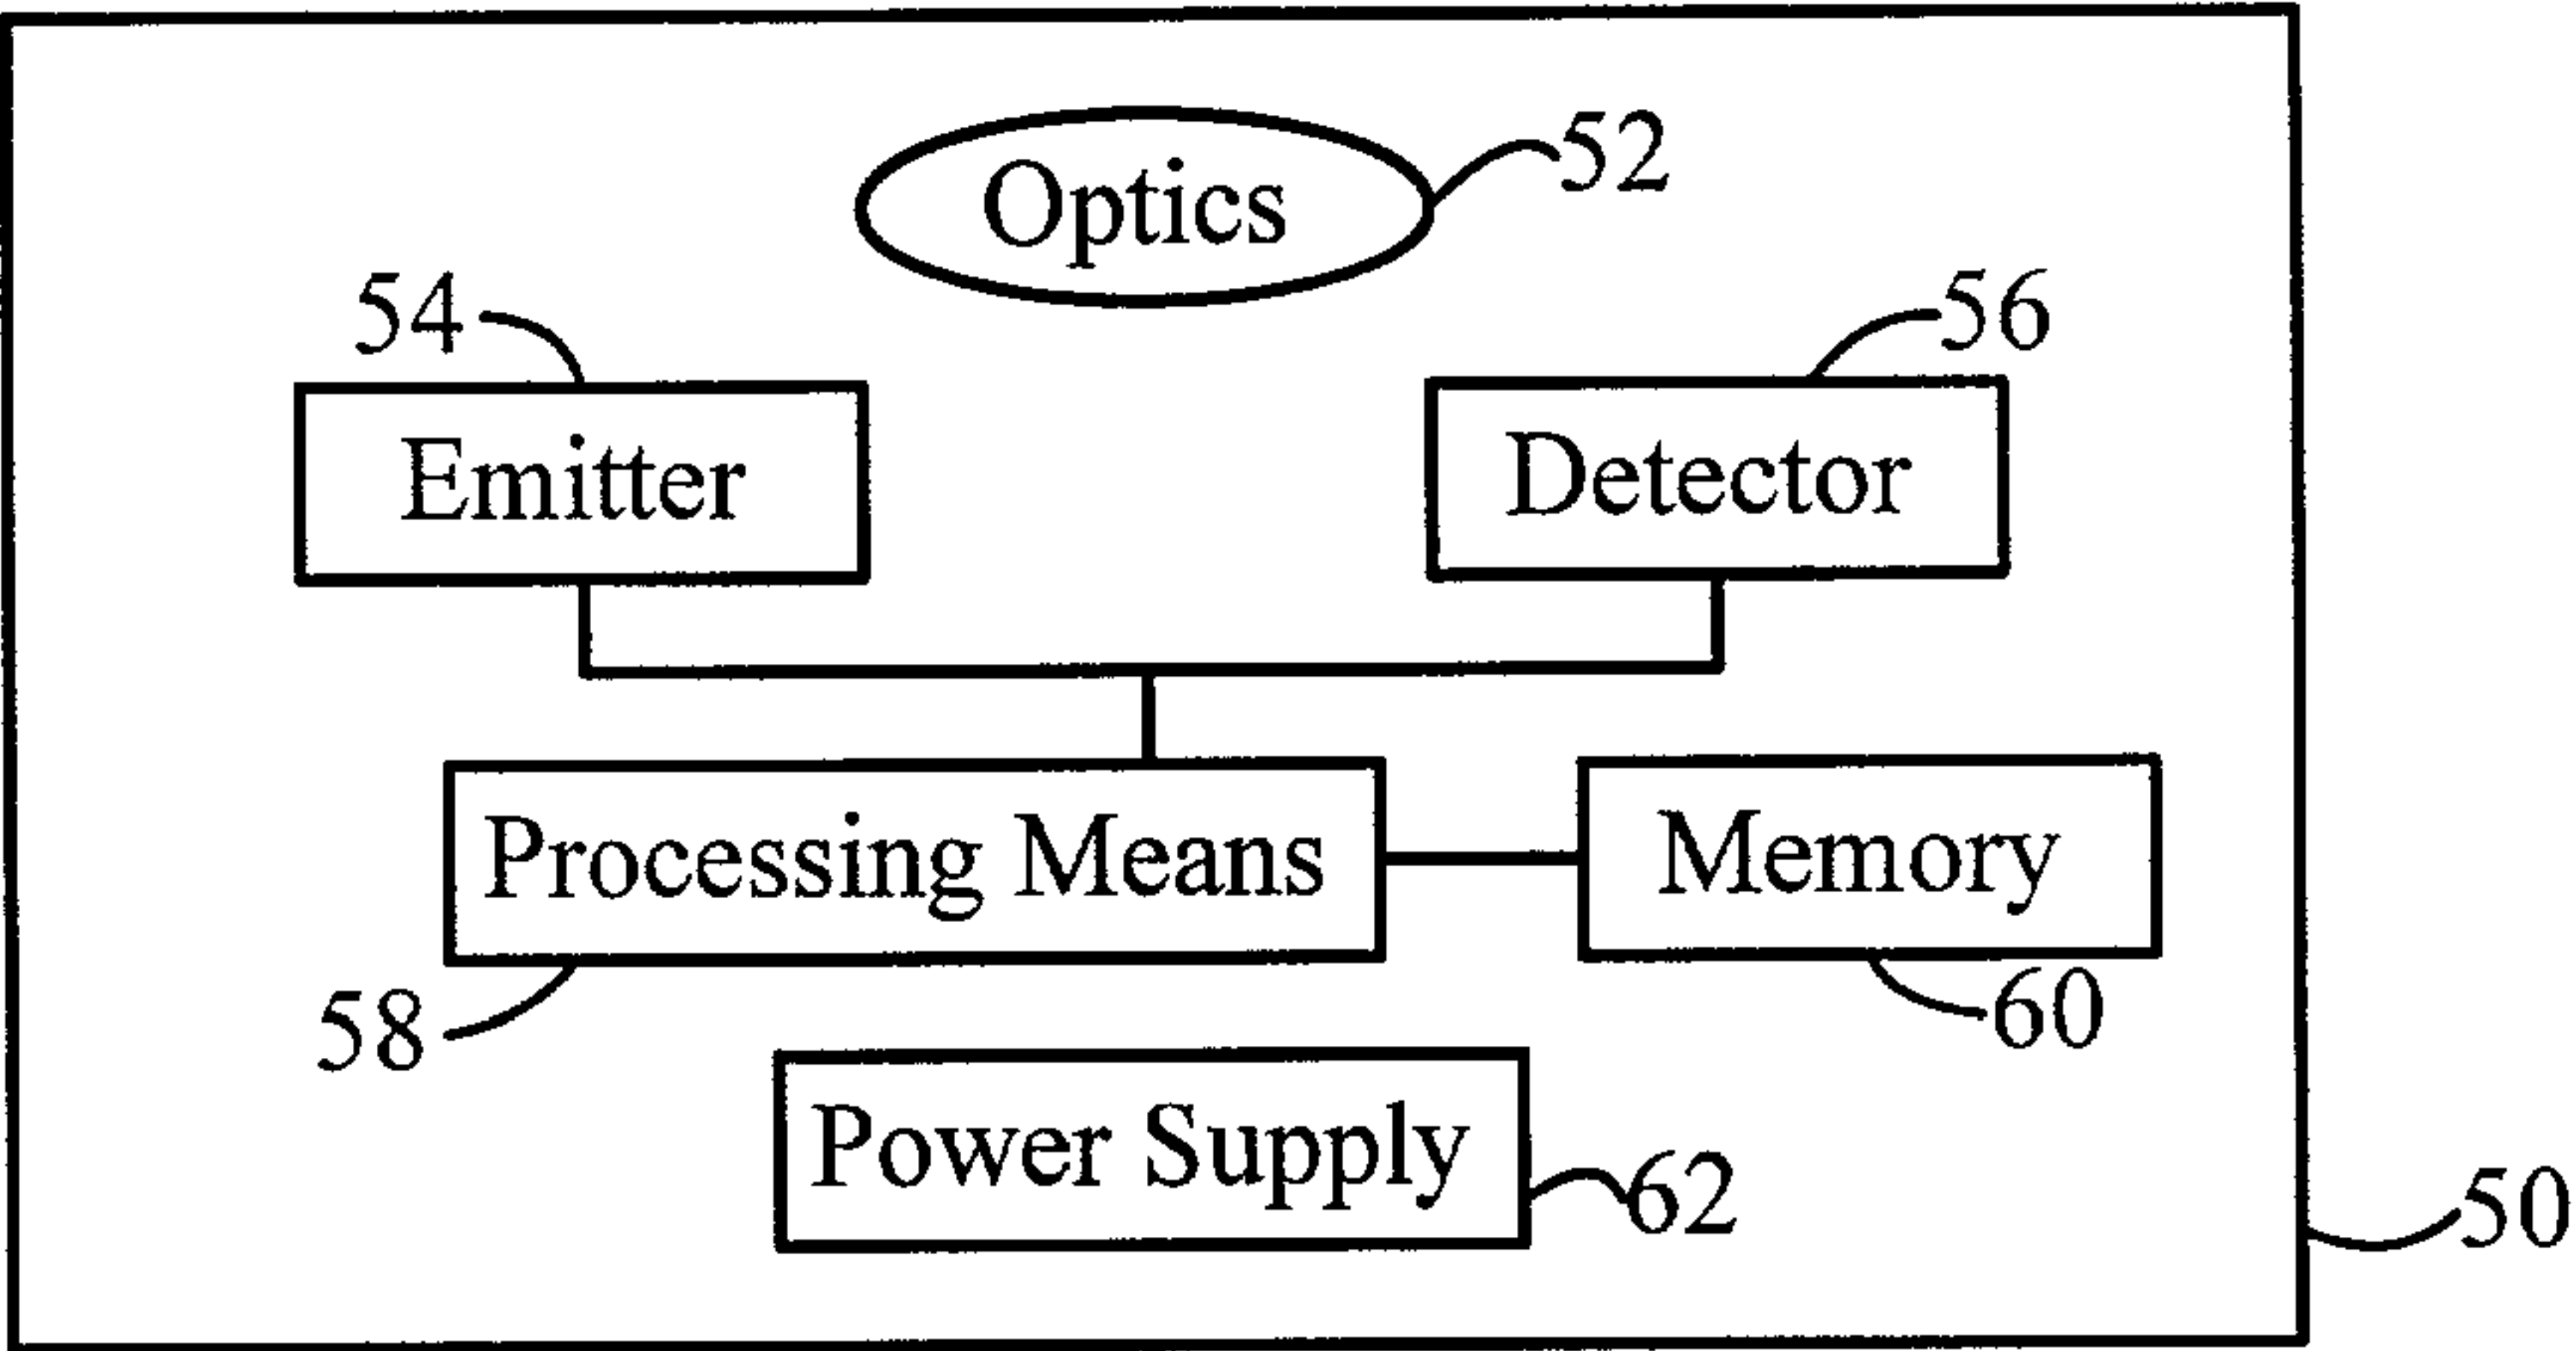 Optics
52
54
56
Emitter
Detector
Processing Means
Memory
58
60
Power Supply
62
50